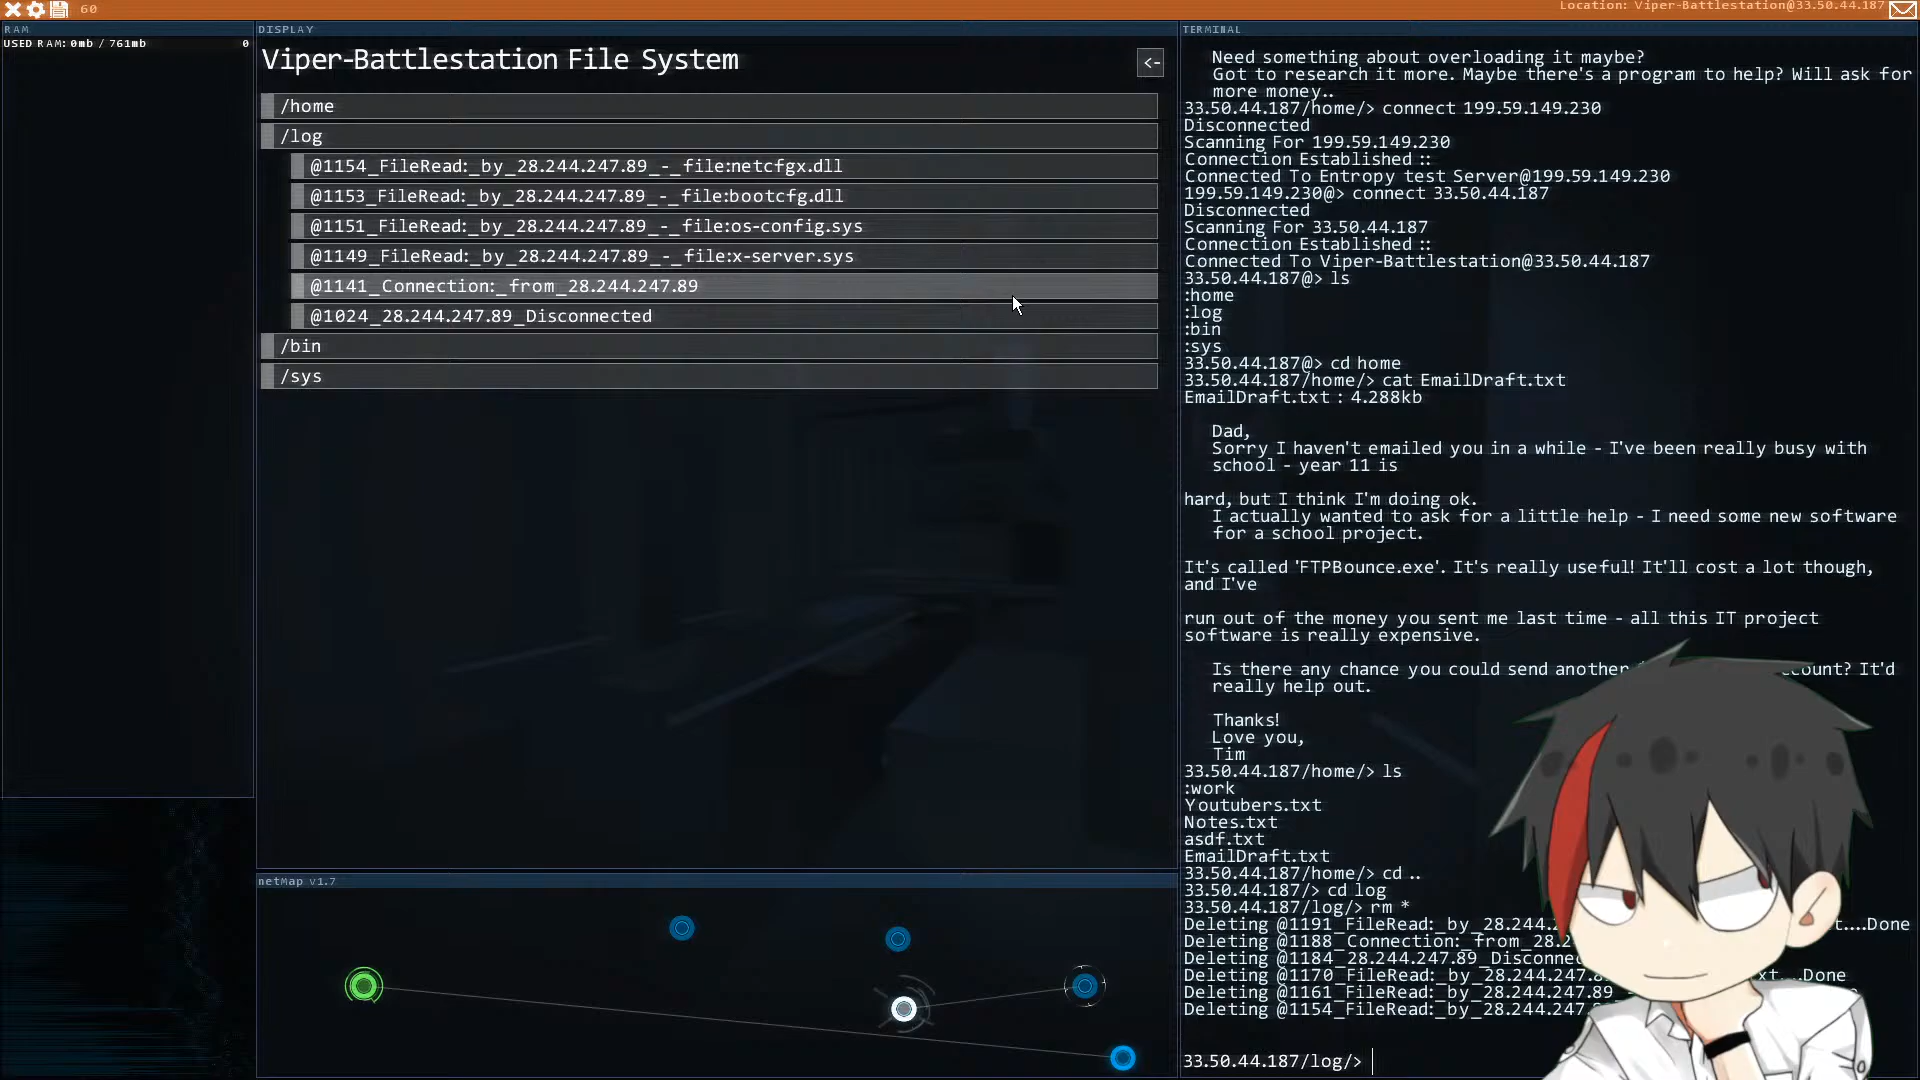 60
Location: Viper-Battlestation@33.50.44.187
RAM
USED RAM: 0mb / 761mb 0
DISPLAY
Viper-Battlestation File System
<-
/home
/log
@1154_FileRead:_by_28.244.247.89_-_file:netcfgx.dll
@1153_FileRead:_by_28.244.247.89_-_file:bootcfg.dll
@1151_FileRead:_by_28.244.247.89_-_file:os-config.sys
@1149_FileRead:_by_28.244.247.89_-_file:x-server.sys
@1141_Connection:_from_28.244.247.89
@1024_28.244.247.89_Disconnected
/bin
/sys
netMap v1.7
TERMINAL
Need something about overloading it maybe?
Got to research it more. Maybe there's a program to help? Will ask for
more money..
33.50.44.187/home/> connect 199.59.149.230
Disconnected
Scanning For 199.59.149.230
Connection Established ::
Connected To Entropy test Server@199.59.149.230
199.59.149.230@> connect 33.50.44.187
Disconnected
Scanning For 33.50.44.187
Connection Established ::
Connected To Viper-Battlestation@33.50.44.187
33.50.44.187@> ls
:home
:log
:bin
:sys
33.50.44.187@> cd home
33.50.44.187/home/> cat EmailDraft.txt
EmailDraft.txt : 4.288kb
Dad,
Sorry I haven't emailed you in a while - I've been really busy with
school - year 11 is
hard, but I think I'm doing ok.
I actually wanted to ask for a little help - I need some new software
for a school project.
It's called 'FTPBounce.exe'. It's really useful! It'll cost a lot though,
and I've
run out of the money you sent me last time - all this IT project
software is really expensive.
Is there any chance you could send another ount? It'd
really help out.
Thanks!
Love you,
Tim
33.50.44.187/home/> ls
:work
Youtubers.txt
Notes.txt
asdf.txt
EmailDraft.txt
33.50.44.187/home/> cd ..
33.50.44.187/> cd log
33.50.44.187/log/> rm *
Deleting @1191_FileRead:_by_28.244. t....Done
Deleting @1188_Connection:_from_28.2
Deleting @1184_28.244.247.89_Disconnec
Deleting @1170_FileRead:_by_28.244.247. xt....Done
Deleting @1161_FileRead:_by_28.244.247.89_
Deleting @1154_FileRead:_by_28.244.247.
33.50.44.187/log/>